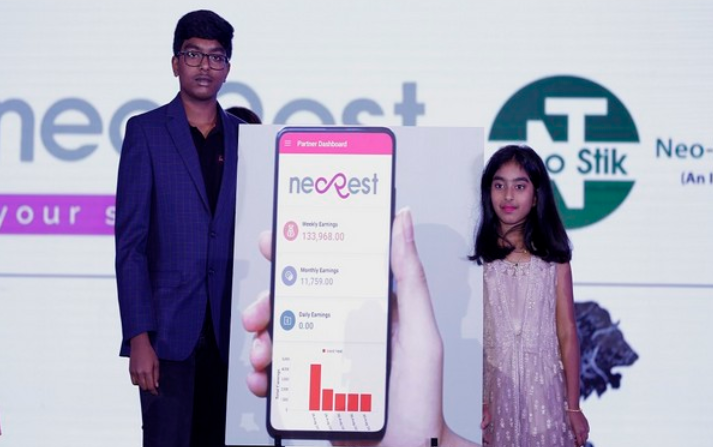 neoRest
your s
Neo Stik
Neo-
(An I
Partner Dashboard
neoRest
Weekly Earnings
133,968.00
Monthly Earnings
11,759.00
Daily Earnings
0.00